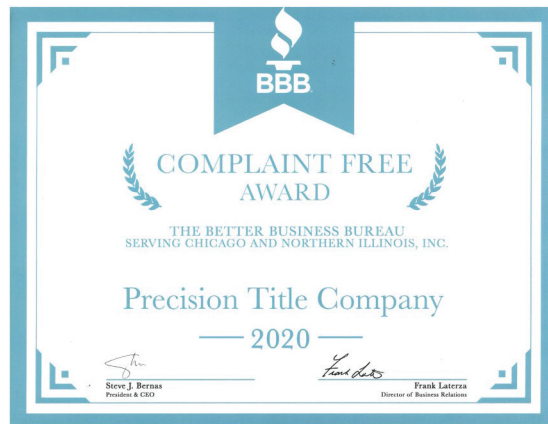 BBB.
COMPLAINT FREE
AWARD
THE BETTER BUSINESS BUREAU
SERVING CHICAGO AND NORTHERN ILLINOIS, INC.
Precision Title Company
2020
Steve J. Bernas
President & CEO
Frank Laterza
Director of Business Relations